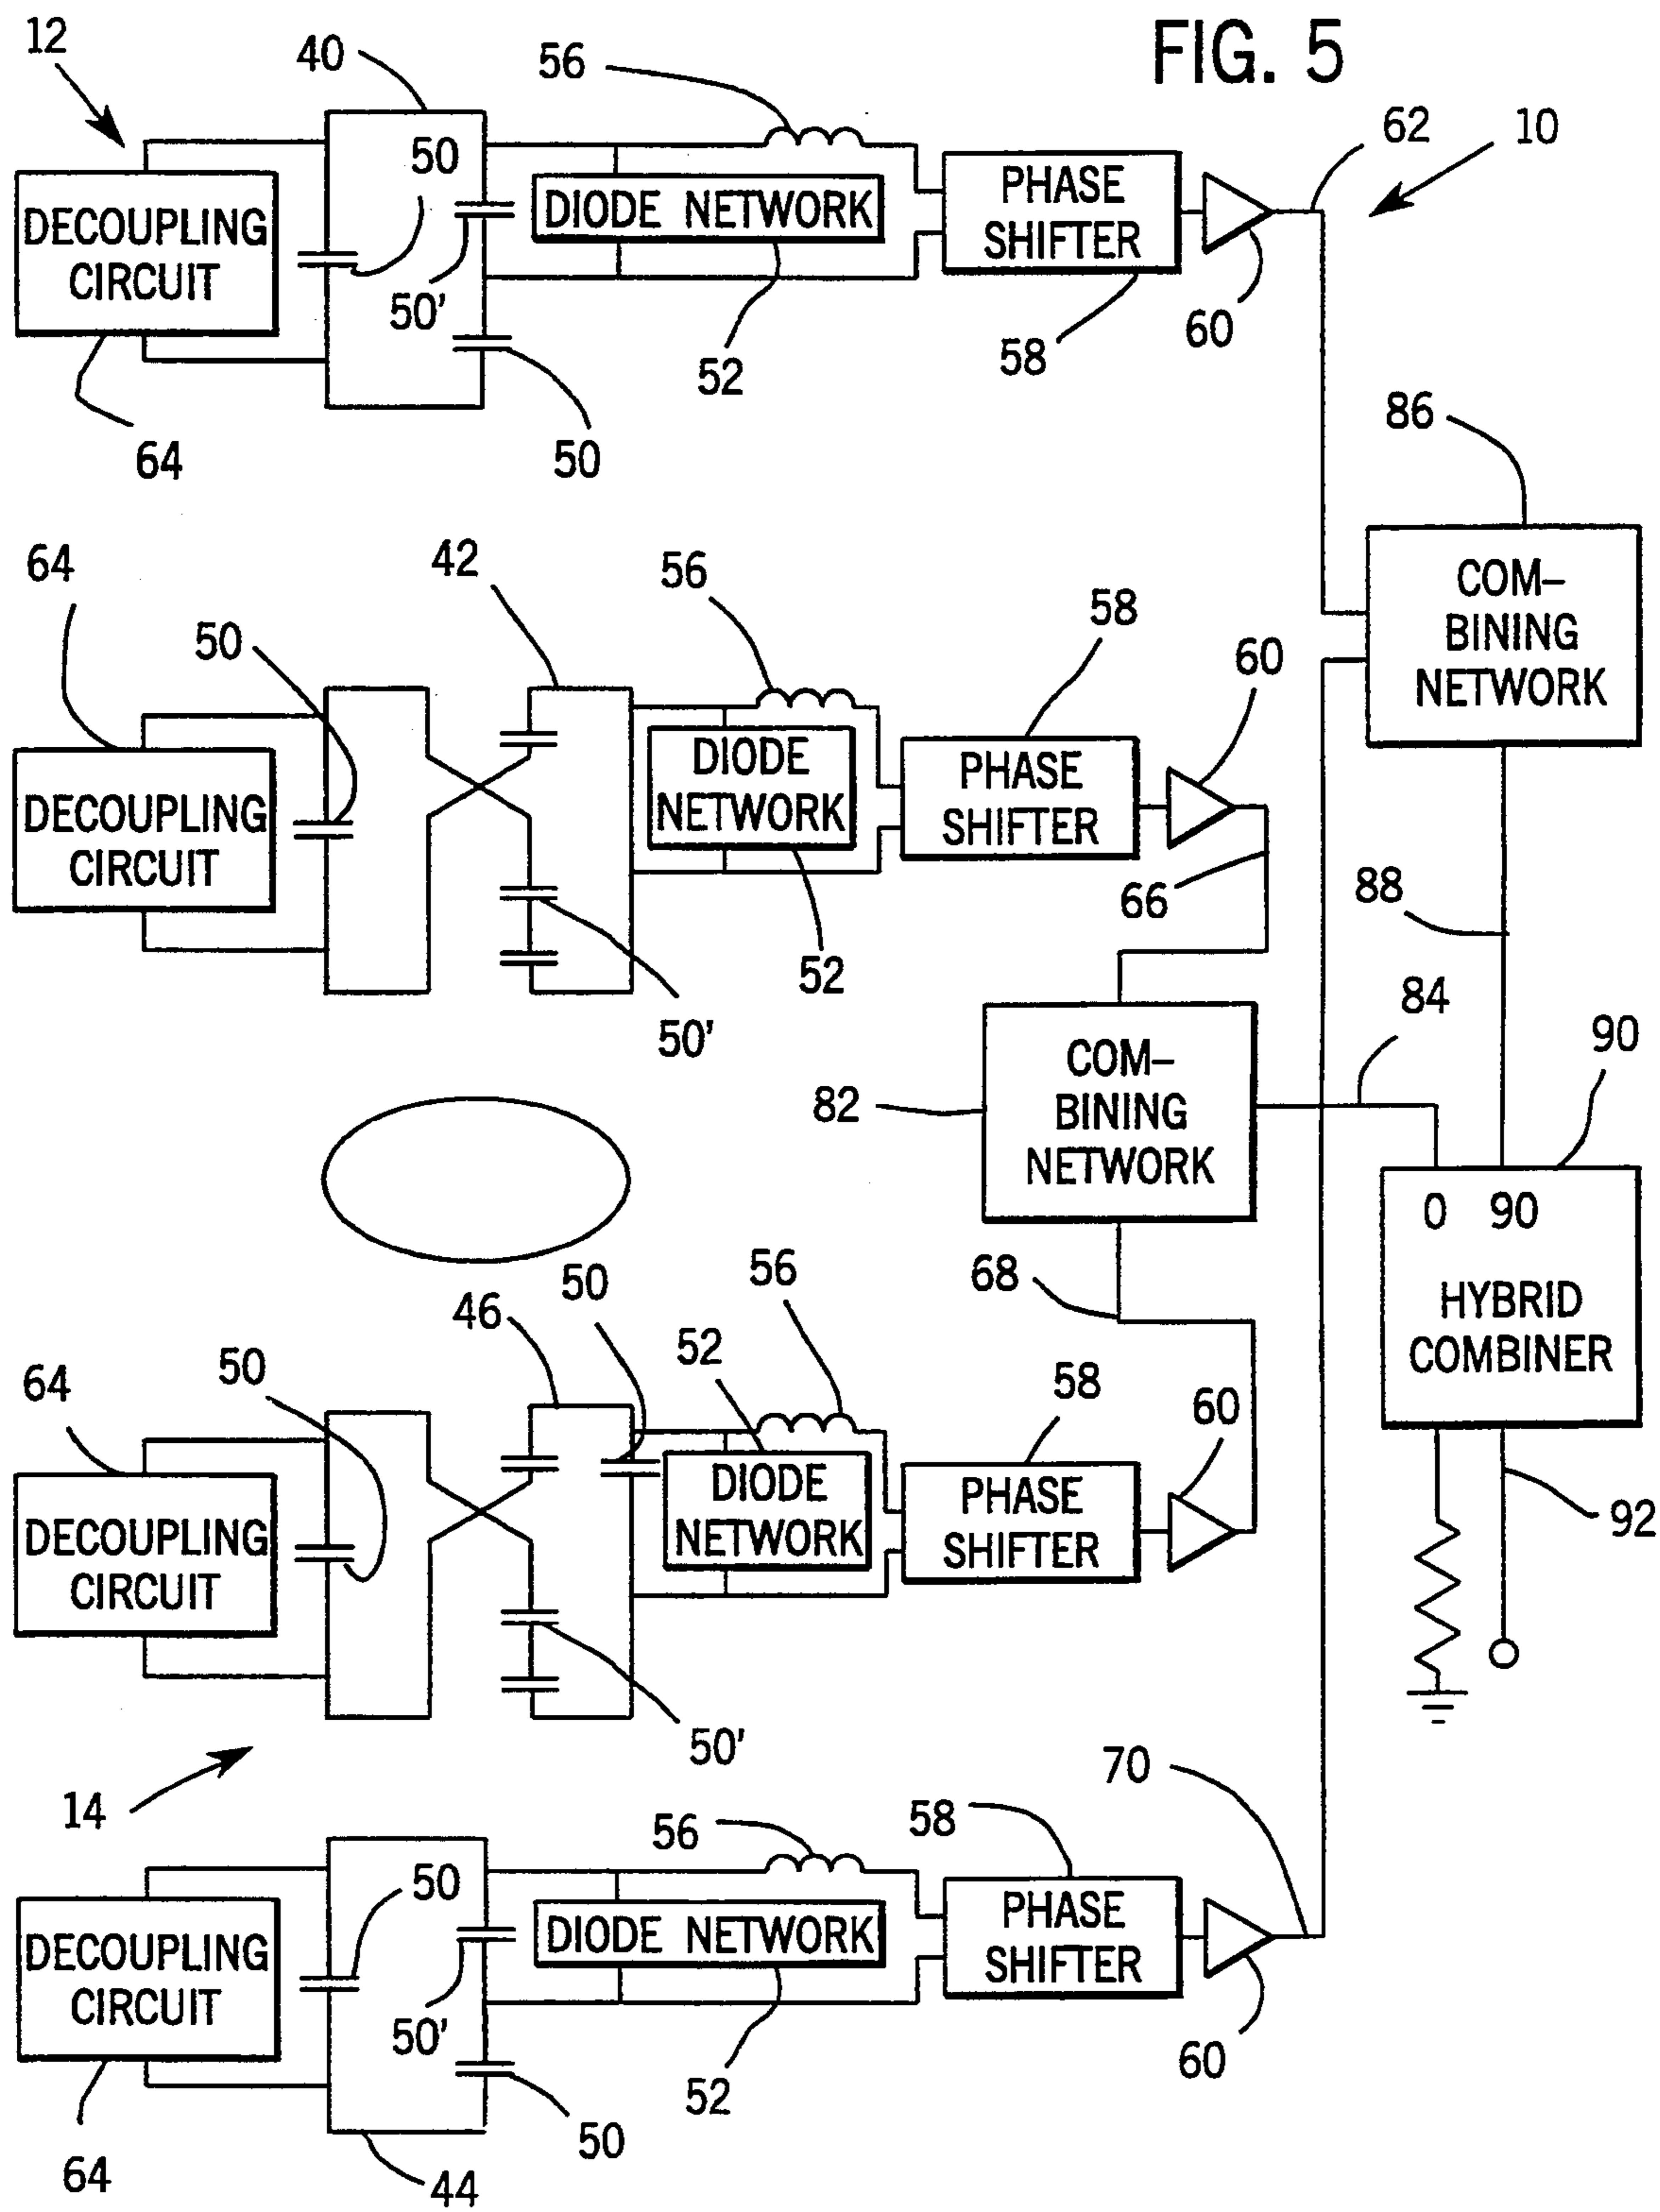 FIG. 5
12
40
56
62
10
50
DECOUPLING
CIRCUIT
DIODE NETWORK
PHASE
SHIFTER
50'
60
58
52
64
50
86
64
42
56
58
50
60
COM-
BINING
NETWORK
DECOUPLING
CIRCUIT
DIODE
NETWORK
PHASE
SHIFTER
66
88
52
50'
84
90
COM-
BINING
NETWORK
82
0 90
HYBRID
COMBINER
68
56
50
46
52
50
64
58
60
DECOUPLING
CIRCUIT
DIODE
NETWORK
PHASE
SHIFTER
92
50'
14
70
58
56
50
DECOUPLING
CIRCUIT
DIODE NETWORK
PHASE
SHIFTER
50'
60
52
50
64
44